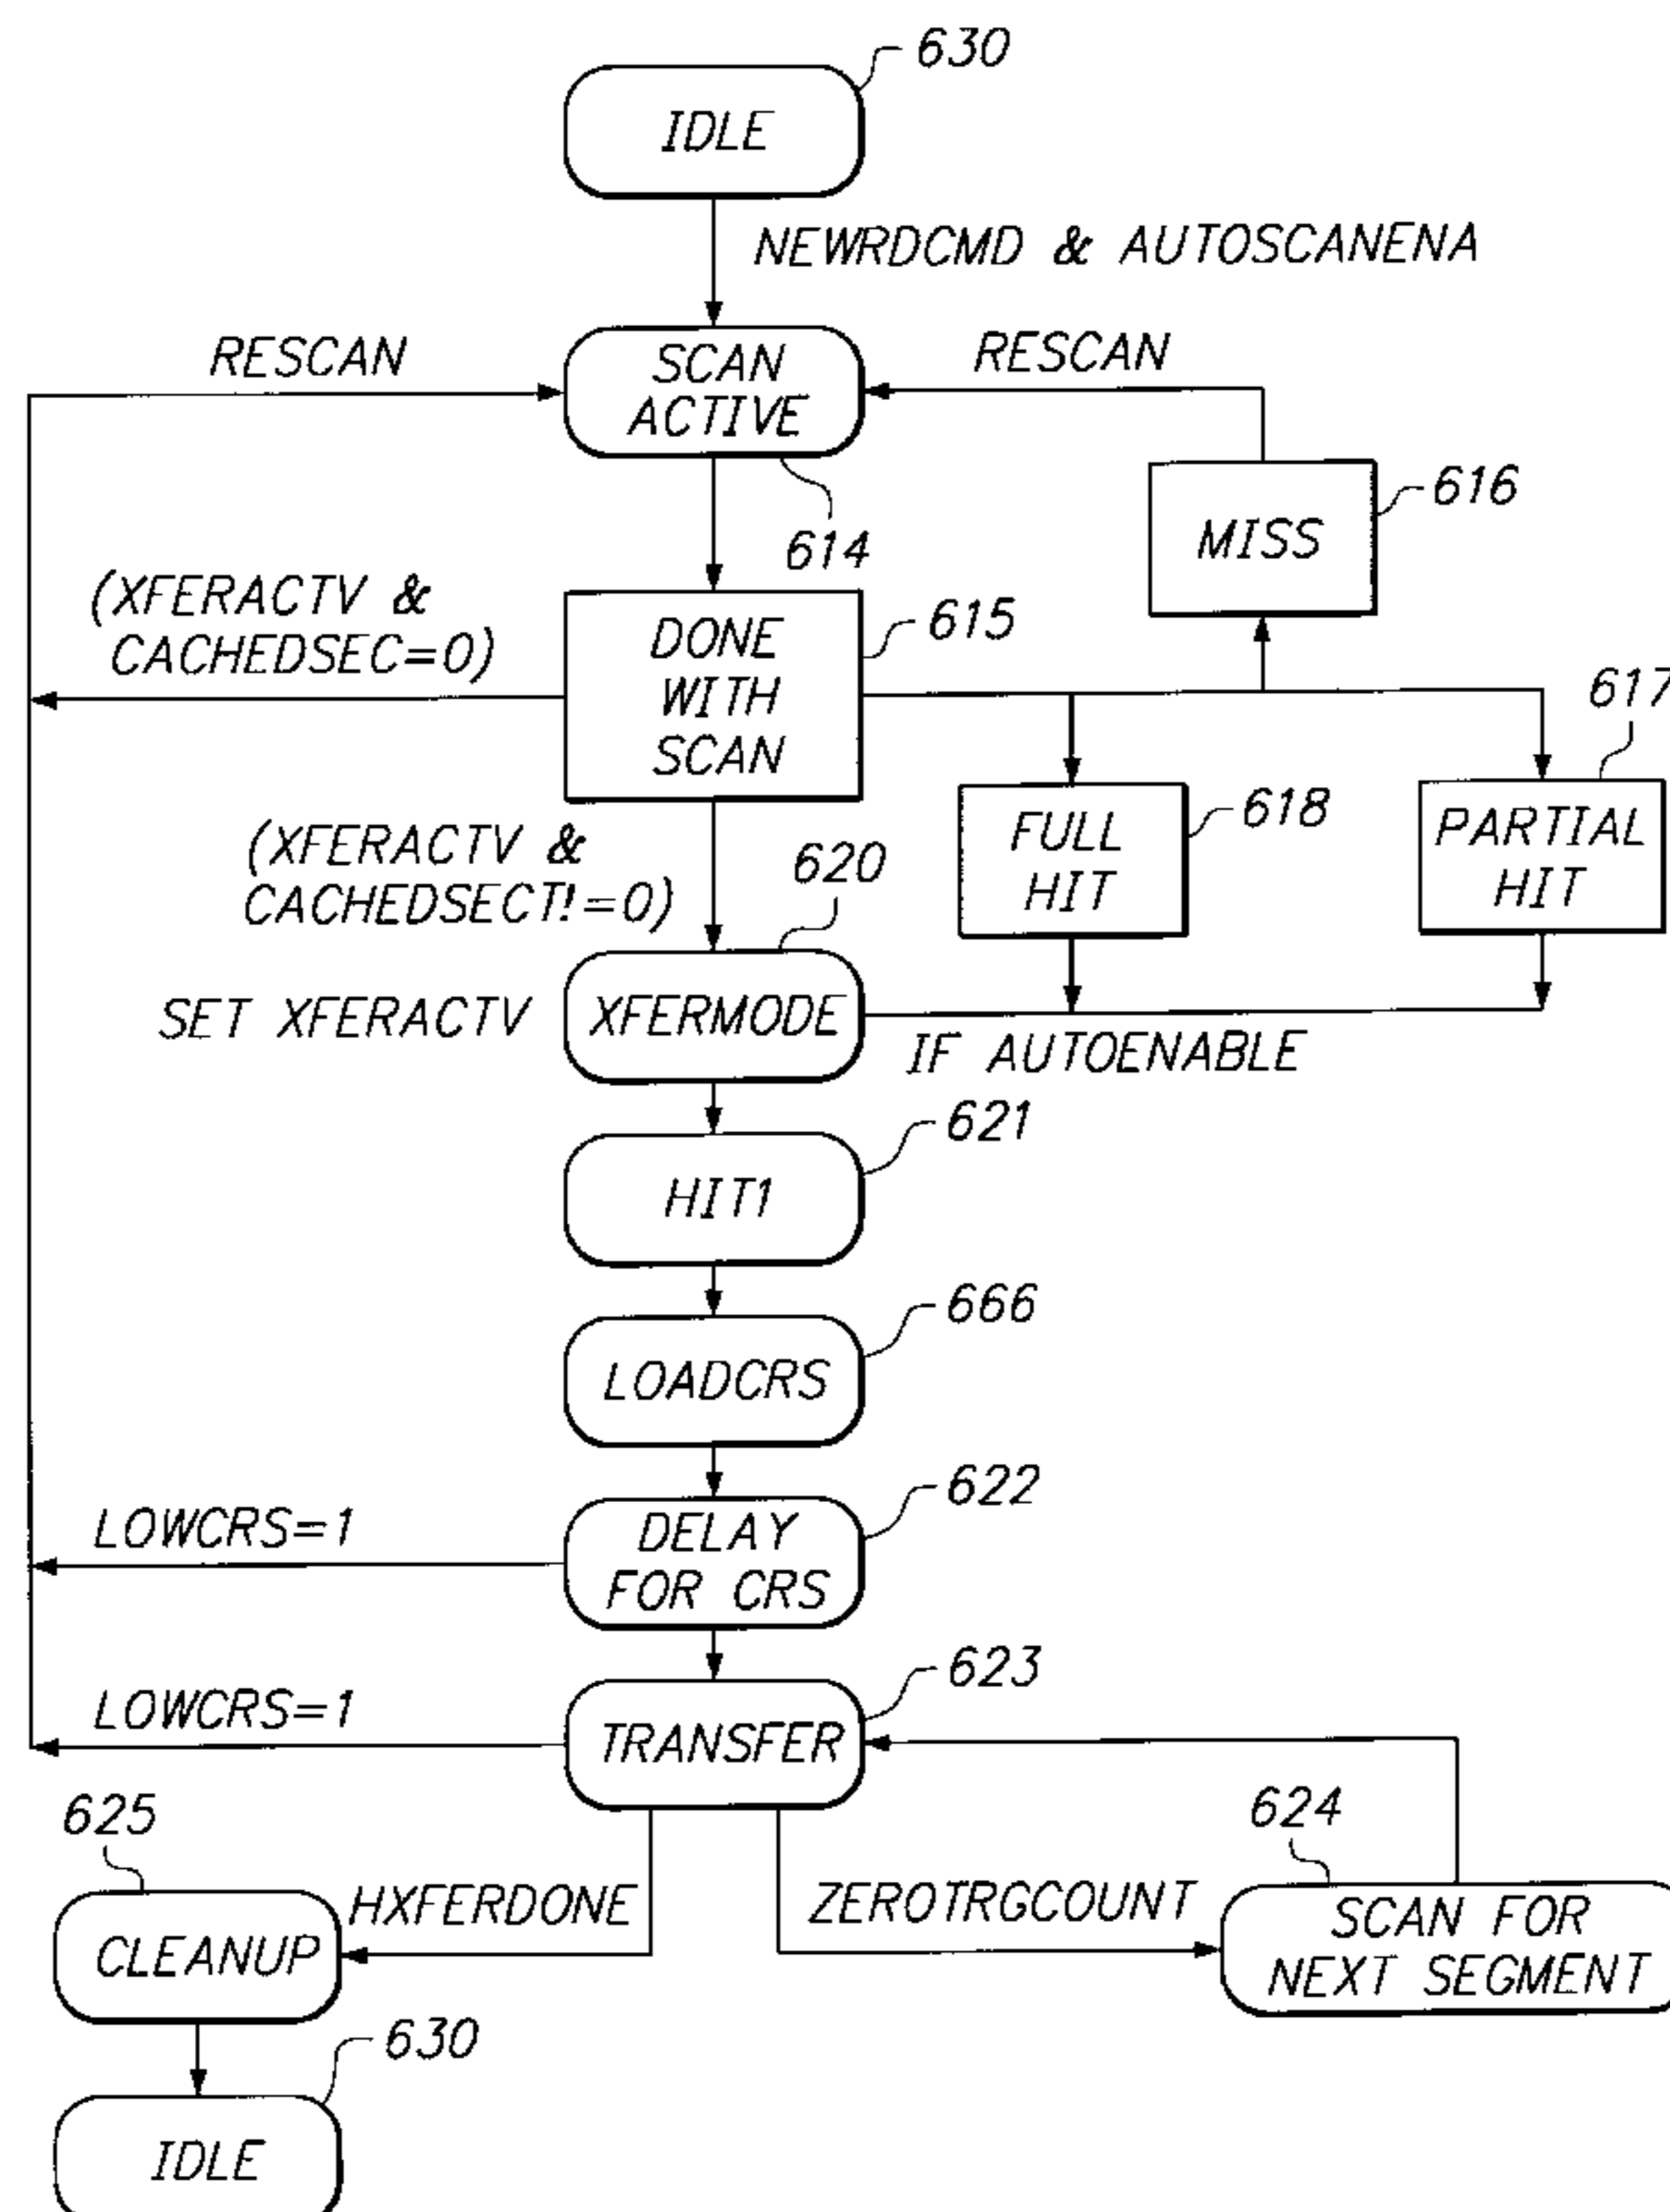 630
IDLE
NEWRDCMD & AUTOSCANENA
RESCAN
SCAN
ACTIVE
RESCAN
614
616
MISS
(XFERACTV &
CACHEDSEC=0)
DONE
WITH
SCAN
615
617
618
FULL
HIT
PARTIAL
HIT
(XFERACTV &
CACHEDSECT!=0)
620
SET XFERACTV
XFERMODE
IF AUTOENABLE
621
HIT1
666
LOADCRS
622
LOWCRS=1
DELAY
FOR CRS
623
LOWCRS=1
TRANSFER
625
624
HXFERDONE
ZEROTRGCOUNT
CLEANUP
SCAN FOR
NEXT SEGMENT
630
IDLE